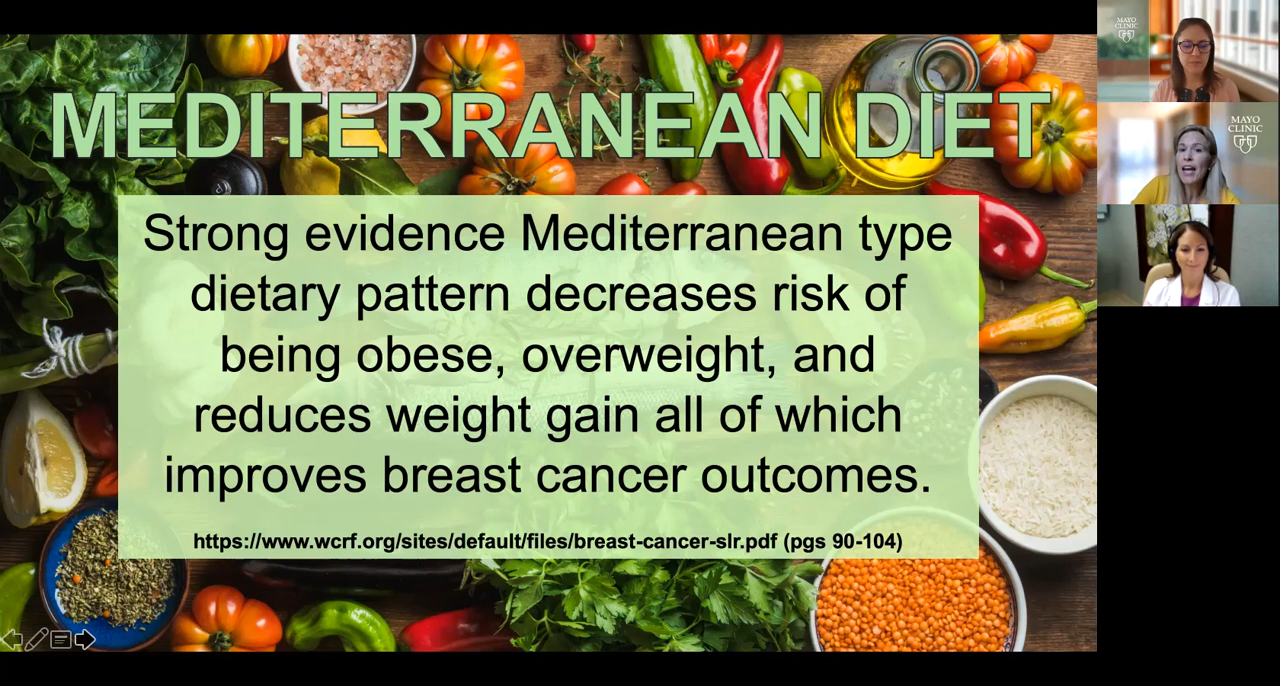 MEDITERRANEAN DIET
Strong evidence Mediterranean type
dietary pattern decreases risk of
being obese, overweight, and
reduces weight gain all of which
improves breast cancer outcomes.
https://www.wcrf.org/sites/default/files/breast-cancer-slr.pdf (pgs 90-104)
MAYO
CLINIC
MAYO
CLINIC